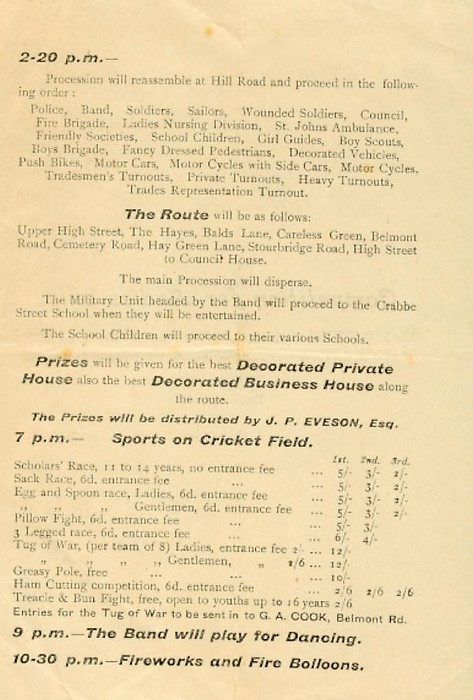 2-20 p.m.—
Procession will reassemble at Hill Road and proceed in the follow-
ing order :
Police, Band, Soldiers, Sailors, Wounded Soldiers, Council,
Fire Brigade, Ladies Nursing Division, St. Johns Ambulance,
Friendly Societies, School Children, Girl Guides, Boy Scouts,
Boys Brigade, Fancy Dressed Pedestrians, Decorated Vehicles,
Push Bikes, Motor Cars, Motor Cycles with Side Cars, Motor Cycles,
Tradesmen's Turnouts, Private Turnouts, Heavy Turnouts,
Trades Representation Turnout.
The Route will be as follows:
Upper High Street, The Hayes, Balds Lane, Careless Green, Belmont
Road, Cemetery Road, Hay Green Lane, Stourbridge Road, High Street
to Council House.
The main Procession will disperse.
The Military Unit headed by the Band will proceed to the Crabbe
Street School when they will be entertained.
The School Children will proceed to their various Schools.
Prizes will be given for the best Decorated Private
House also the best Decorated Business House along
the route.
The Prizes will be distributed by J. P. EVESON, Esq.
7 p.m.— Sports on Cricket Field.
1st. 2nd. 3rd.
Scholars' Race, 11 to 14 years, no entrance fee ... 5/- 3/- 2/-
Sack Race, 6d. entrance fee ... ... 5/- 3/- 2/-
Egg and Spoon race, Ladies, 6d. entrance fee ... 5/- 3/- 2/-
,, ,, ,, Gentlemen, 6d. entrance fee ... 5/- 3/- 2/-
Pillow Fight, 6d. entrance fee ... ... 5/- 3/-
3 Legged race, 6d. entrance fee ... ... 6/- 4/-
Tug of War, (per team of 8) Ladies, entrance fee 2/- ... 12/-
,, ,, ,, ,, Gentlemen, ,, 2/6 ... 12/-
Greasy Pole, free ... ... ... 10/-
Ham Cutting competition, 6d. entrance fee ... 2/6 2/6 2/6
Treacle & Bun Fight, free, open to youths up to 16 years 2/6
Entries for the Tug of War to be sent in to G. A. COOK, Belmont Rd.
9 p.m.—The Band will play for Dancing.
10-30 p.m.—Fireworks and Fire Bolloons.